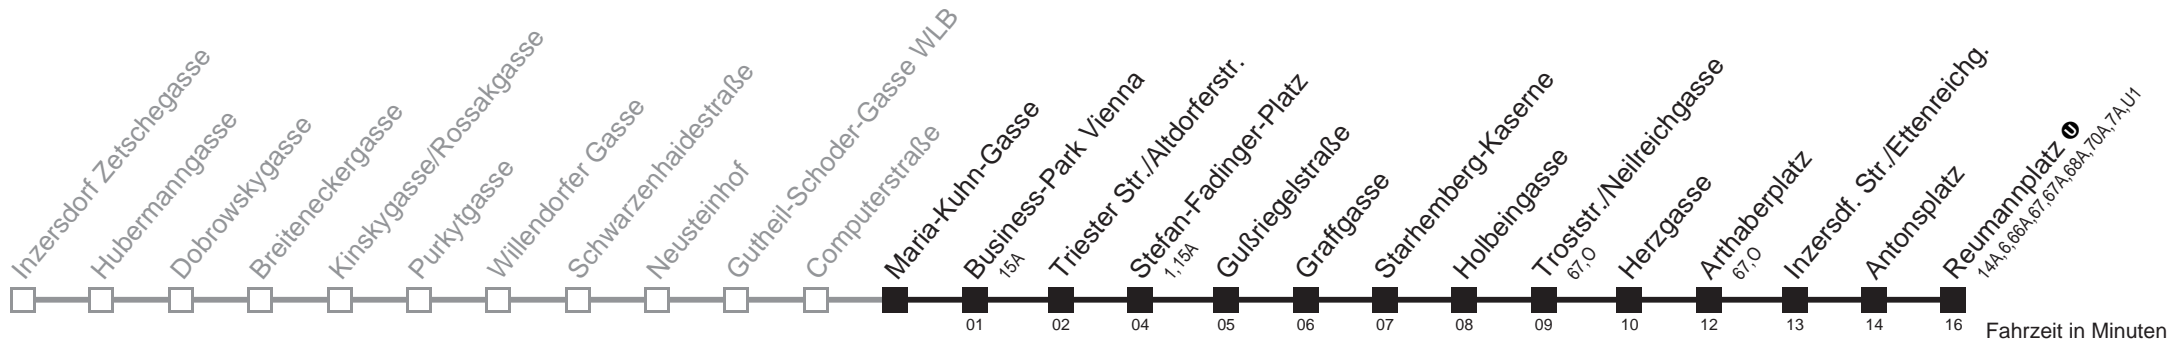 Inzersdorf Zetschegasse
Hubermanngasse
Dobrowskygasse
Breiteneckergasse
Kinskygasse/Rossakgasse
Purkytgasse
Willendorfer Gasse
Schwarzenhaidestraße
Neusteinhof
Gutheil-Schoder-Gasse WLB
Computerstraße
Maria-Kuhn-Gasse
Business-Park Vienna
15A
Triester Str./Altdorferstr.
Stefan-Fadinger-Platz
1,15A
Gußriegelstraße
Graffgasse
Starhemberg-Kaserne
Holbeingasse
Troststr./Neilreichgasse
67,O
Herzgasse
Arthaberplatz
67,O
Inzersdf. Str./Ettenreichg.
Antonsplatz
Reumannplatz U
14A,6,66A,67,67A,68A,70A,7A,U1
01 02 04 05 06 07 08 09 10 12 13 14 16
Fahrzeit in Minuten